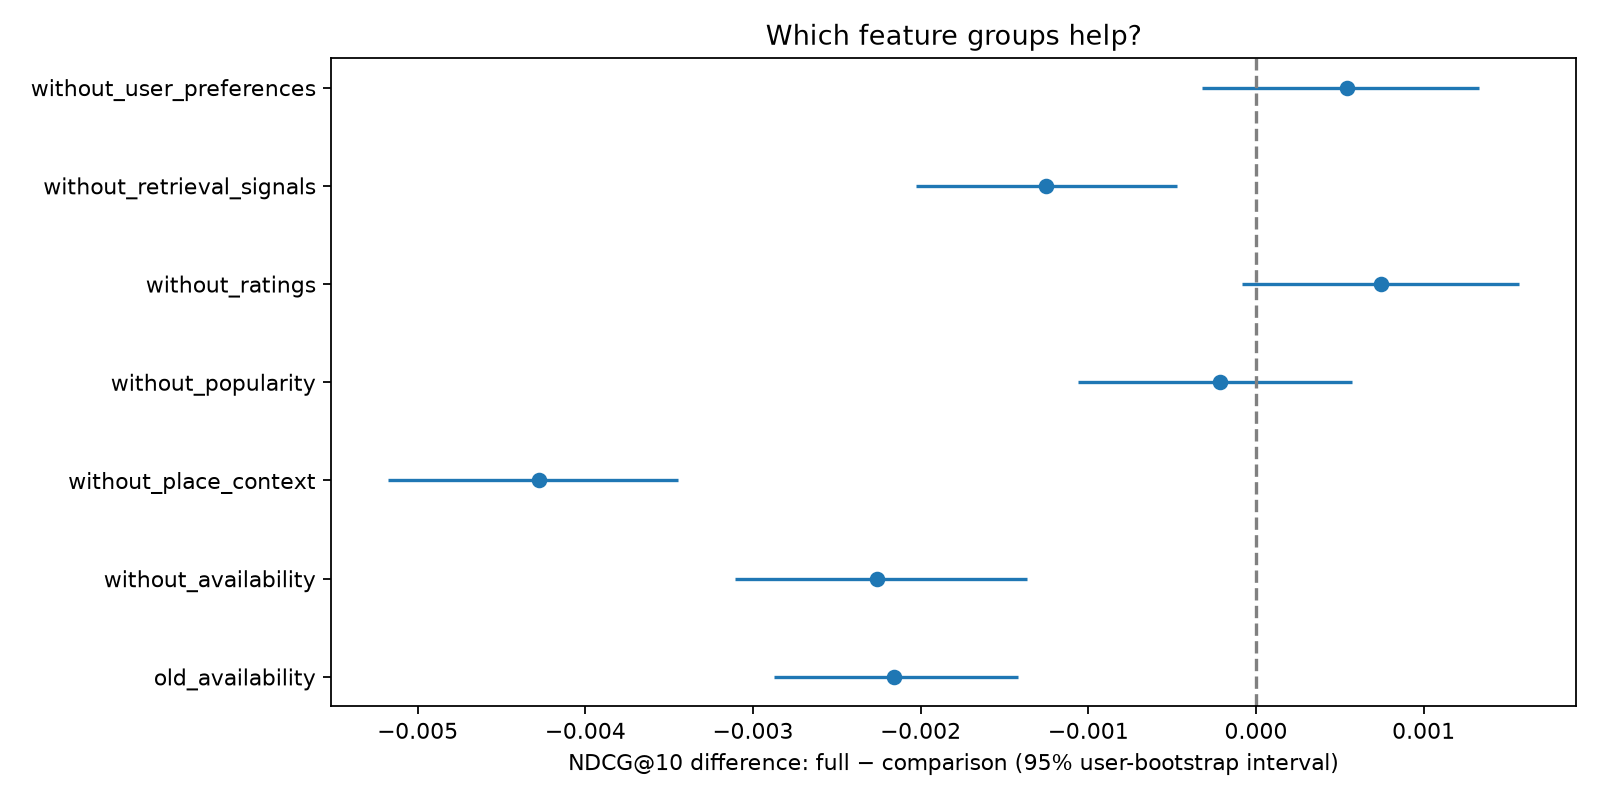 Which feature groups help?
without_user_preferences
without_retrieval_signals
without_ratings
without_popularity
without_place_context
without_availability
old_availability
−0.005 −0.004 −0.003 −0.002 −0.001 0.000 0.001
NDCG@10 difference: full − comparison (95% user-bootstrap interval)